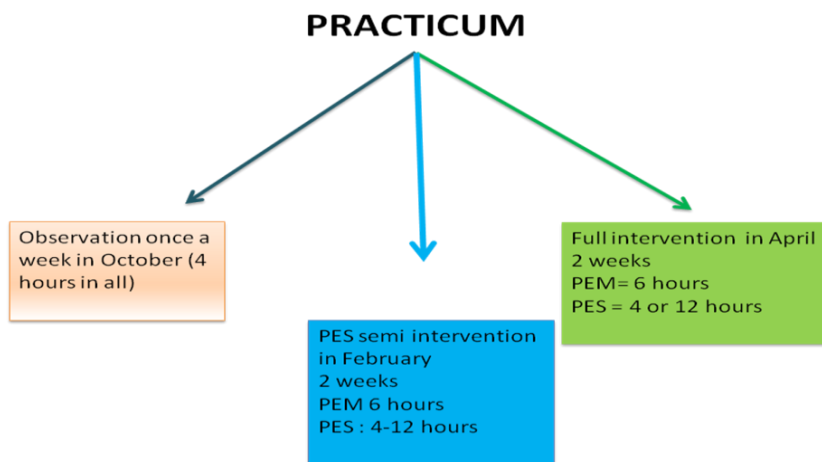 PRACTICUM
Observation once a
week in October (4
hours in all)
PES semi intervention
in February
2 weeks
PEM 6 hours
PES : 4-12 hours
Full intervention in April
2 weeks
PEM= 6 hours
PES = 4 or 12 hours